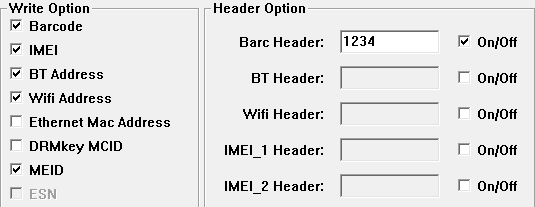 Write Option
Barcode
IMEI
BT Address
Wifi Address
Ethernet Mac Address
DRMkey MCID
MEID
ESN
Header Option
Barc Header: 1234 On/Off
BT Header: On/Off
Wifi Header: On/Off
IMEI_1 Header: On/Off
IMEI_2 Header: On/Off